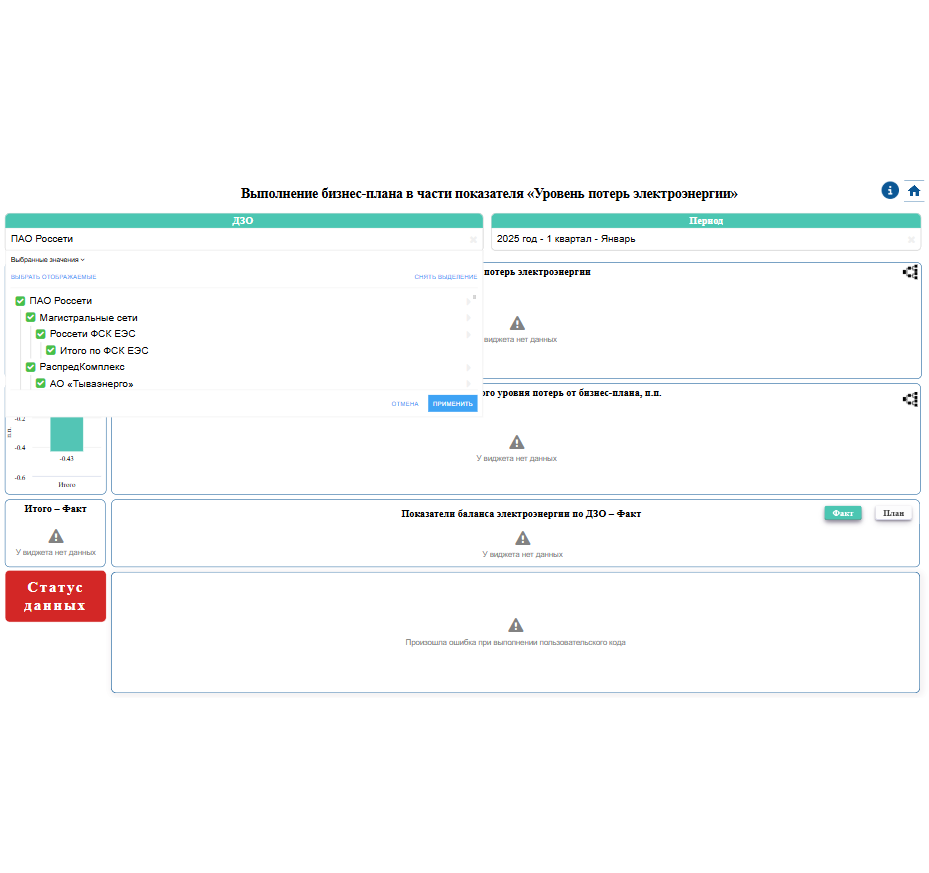 Выполнение бизнес-плана в части показателя «Уровень потерь электроэнергии»
ДЗО
Период
ПАО Россети
2025 год - 1 квартал - Январь
Выбранные значения
ВЫБРАТЬ ОТОБРАЖАЕМЫЕ
СНЯТЬ ВЫДЕЛЕНИЕ
ПАО Россети
Магистральные сети
Россети ФСК ЕЭС
Итого по ФСК ЕЭС
РаспредКомплекс
АО «Тываэнерго»
ОТМЕНА
ПРИМЕНИТЬ
потерь электроэнергии
виджета нет данных
го уровня потерь от бизнес-плана, п.п.
У виджета нет данных
-0.2
п.п.
-0.4
-0.43
-0.6
Итого
Итого – Факт
У виджета нет данных
Показатели баланса электроэнергии по ДЗО – Факт
Факт
План
У виджета нет данных
Статус
данных
Произошла ошибка при выполнении пользовательского кода